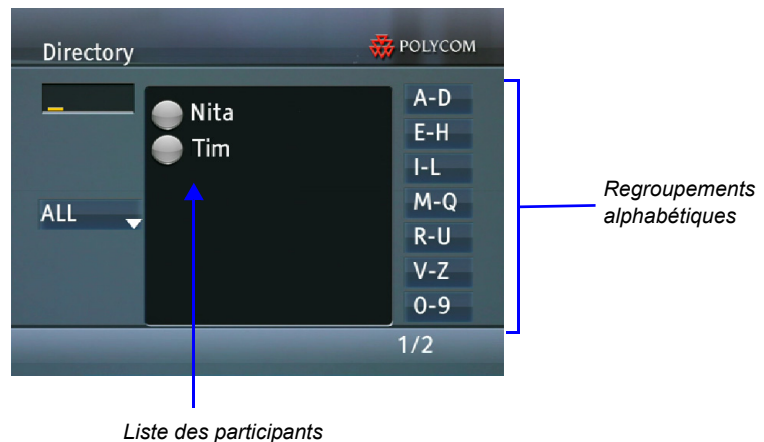 Directory
POLYCOM
Nita
Tim
ALL
A-D
E-H
I-L
M-Q
R-U
V-Z
0-9
1/2
Regroupements
alphabétiques
Liste des participants